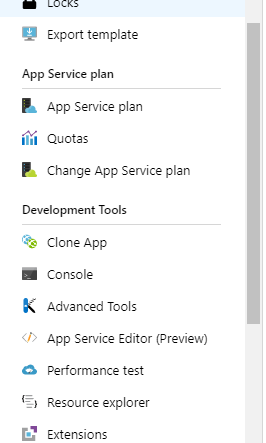 Locks
Export template
App Service plan
App Service plan
Quotas
Change App Service plan
Development Tools
Clone App
Console
Advanced Tools
App Service Editor (Preview)
Performance test
Resource explorer
Extensions